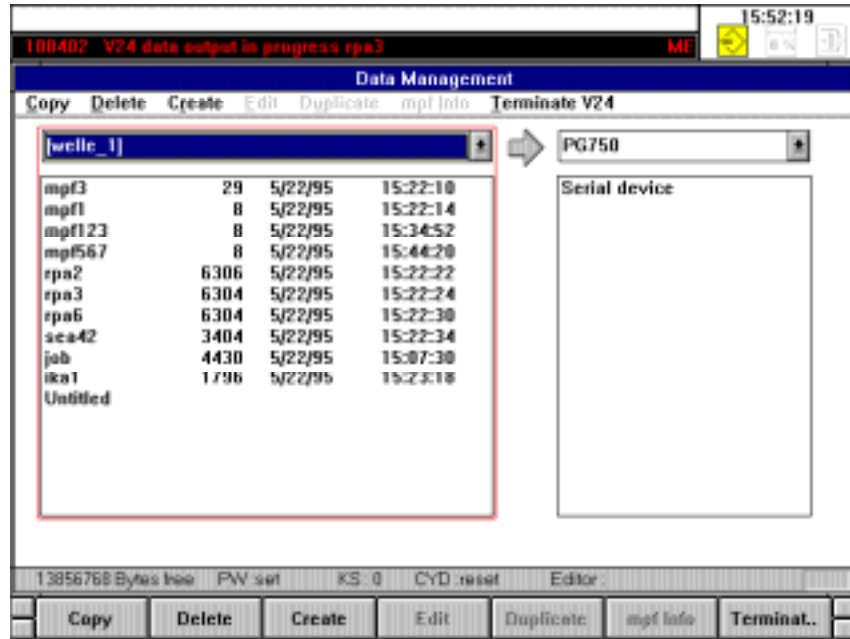 15:52:19
100402 V24 data output in progress rpa3 ME
Data Management
Copy Delete Create Edit Duplicate mpf Info Terminate V24
[welle_1] PG750
mpf3 29 5/22/95 15:22:10 Serial device
mpf1 8 5/22/95 15:22:14
mpf123 8 5/22/95 15:34:52
mpf567 8 5/22/95 15:44:20
rpa2 6306 5/22/95 15:22:22
rpa3 6304 5/22/95 15:22:24
rpa6 6304 5/22/95 15:22:30
sea42 3404 5/22/95 15:22:34
job 4430 5/22/95 15:07:30
ika1 1796 5/22/95 15:23:18
Untitled
13856768 Bytes free PW :set KS : 0 CYD :reset Editor :
Copy Delete Create Edit Duplicate mpf Info Terminat..